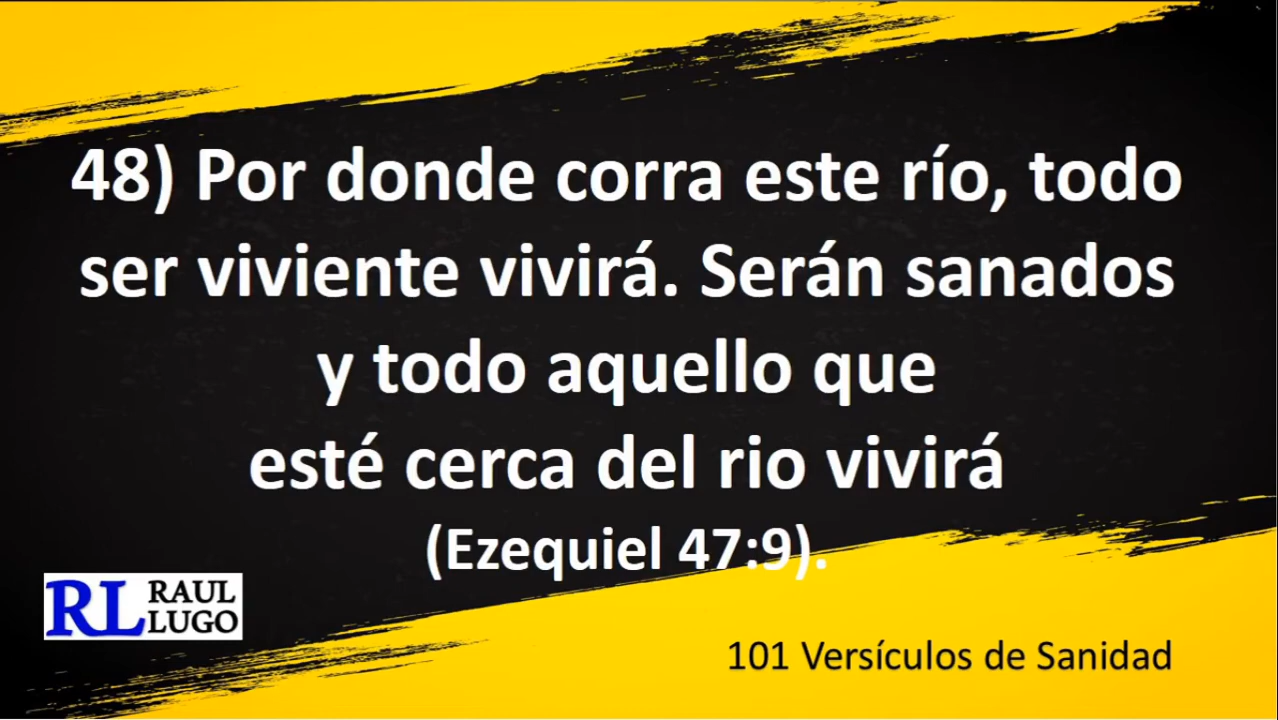 48) Por donde corra este río, todo
ser viviente vivirá. Serán sanados
y todo aquello que
esté cerca del rio vivirá
(Ezequiel 47:9).
RL RAUL
LUGO
101 Versículos de Sanidad